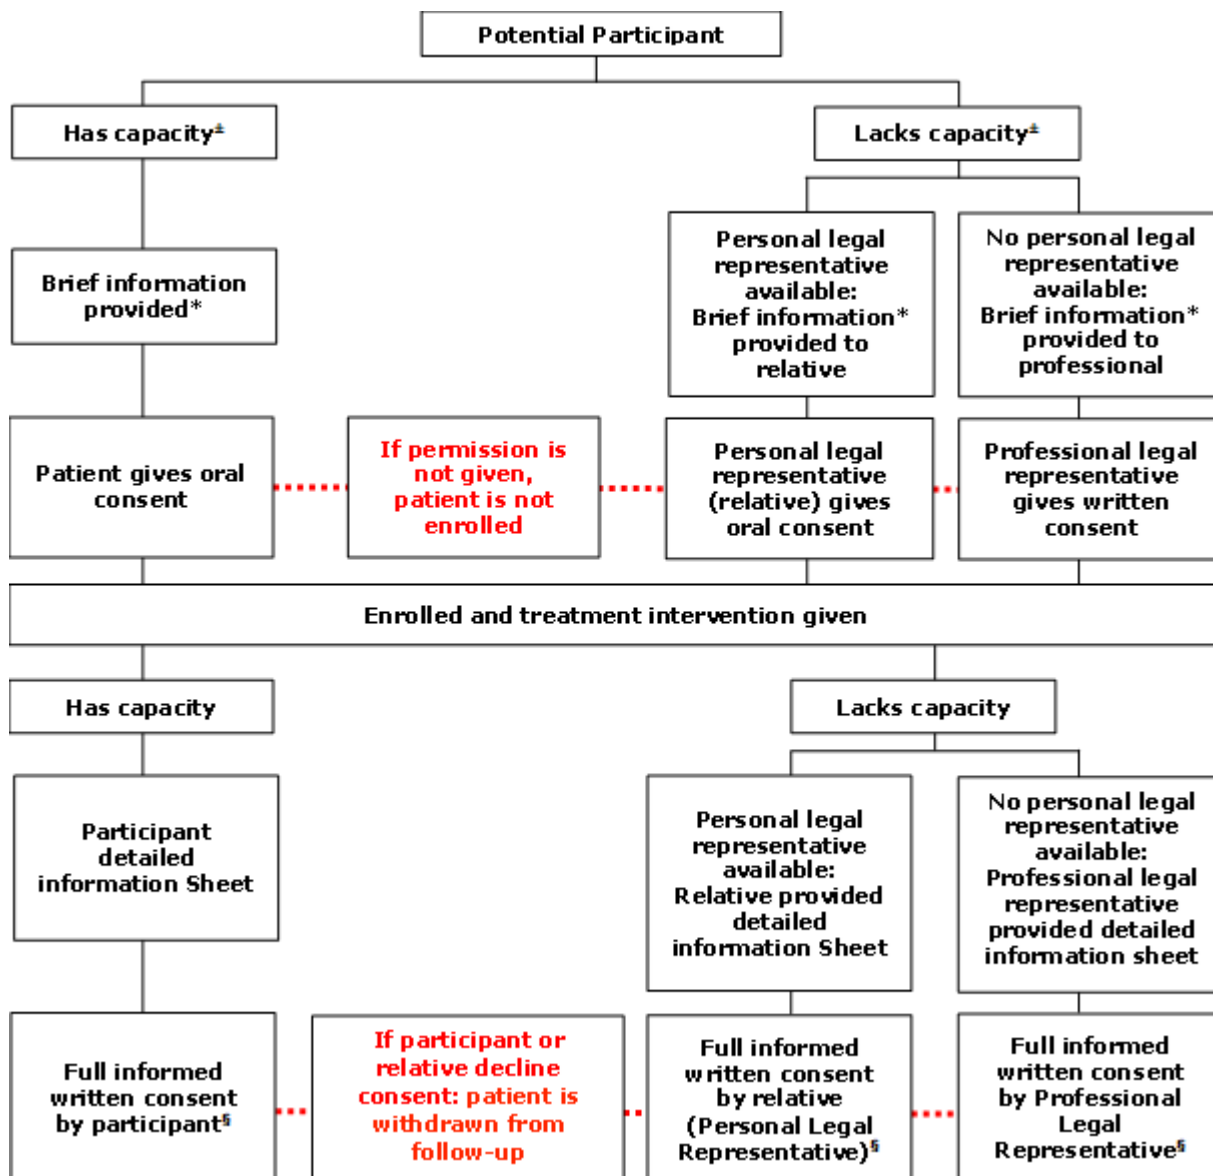 Potential Participant
Has capacity±
Lacks capacity±
Brief information
provided*
Personal legal
representative
available:
Brief information*
provided to
relative
No personal legal
representative
available:
Brief information*
provided to
professional
Patient gives oral
consent
If permission is
not given,
patient is not
enrolled
Personal legal
representative
(relative) gives
oral consent
Professional legal
representative
gives written
consent
Enrolled and treatment intervention given
Has capacity
Lacks capacity
Participant
detailed
information Sheet
Personal legal
representative
available:
Relative provided
detailed
information Sheet
No personal legal
representative
available:
Professional legal
representative
provided detailed
information sheet
Full informed
written consent
by participant§
If participant or
relative decline
consent: patient is
withdrawn from
follow-up
Full informed
written consent
by relative
(Personal Legal
Representative)§
Full informed
written consent
by Professional
Legal
Representative§